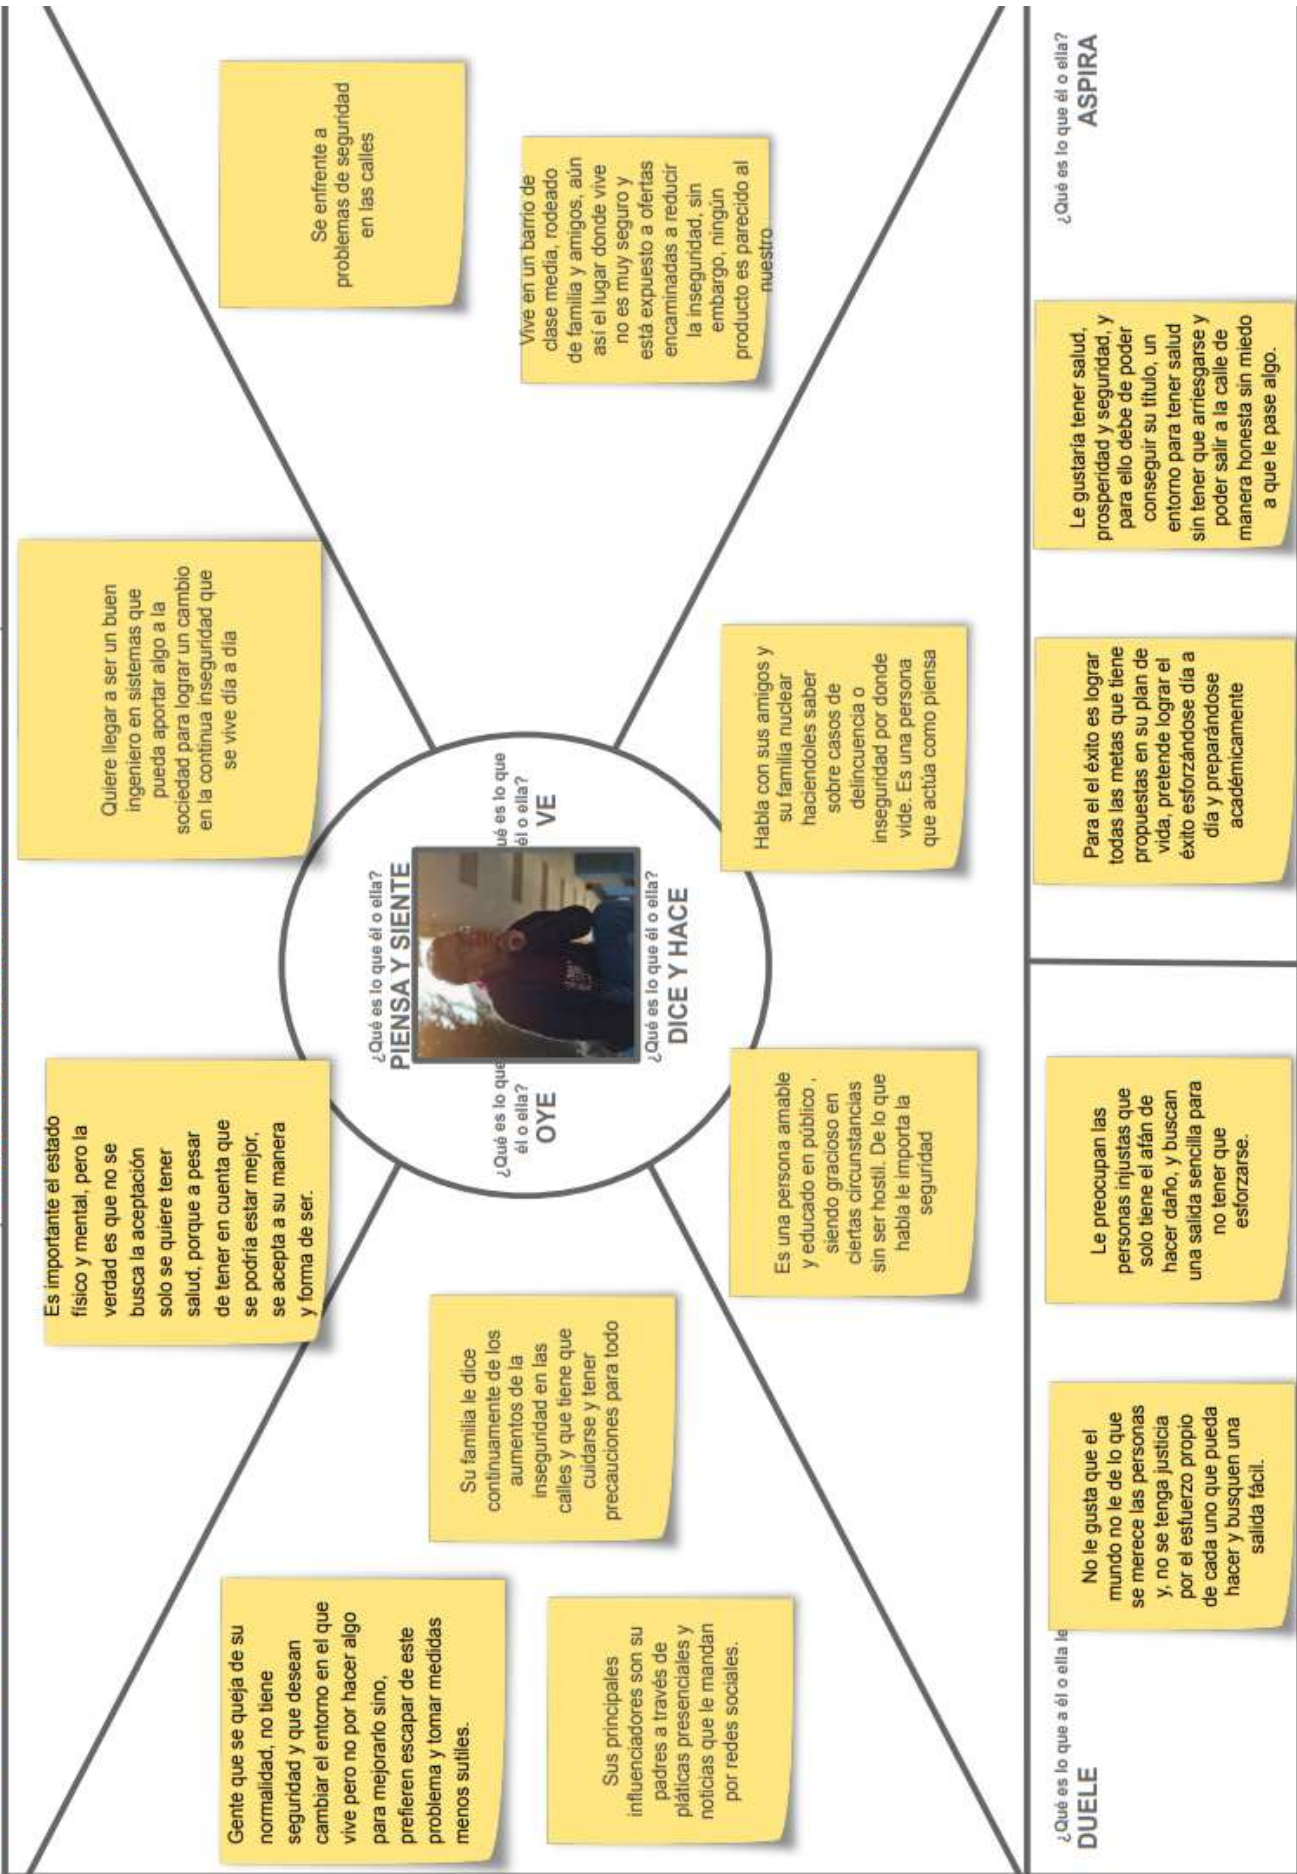 Es importante el estado
físico y mental, pero la
verdad es que no se
busca la aceptación
solo se quiere tener
salud, porque a pesar
de tener en cuenta que
se podría estar mejor,
se acepta a su manera
y forma de ser.
Quiere llegar a ser un buen
ingeniero en sistemas que
pueda aportar algo a la
sociedad para lograr un cambio
en la continua inseguridad que
se vive día a día
Gente que se queja de su
normalidad, no tiene
seguridad y que desean
cambiar el entorno en el que
vive pero no por hacer algo
para mejorarlo sino,
prefieren escapar de este
problema y tomar medidas
menos sutiles.
Su familia le dice
continuamente de los
aumentos de la
inseguridad en las
calles y que tiene que
cuidarse y tener
precauciones para todo
Sus principales
influenciadores son su
padres a través de
pláticas presenciales y
noticias que le mandan
por redes sociales.
¿Qué es lo que él o ella?
PIENSA Y SIENTE
¿Qué es lo que
él o ella?
OYE
ué es lo que
él o ella?
VE
¿Qué es lo que él o ella?
DICE Y HACE
Se enfrente a
problemas de seguridad
en las calles
Vive en un barrio de
clase media, rodeado
de familia y amigos, aún
así el lugar donde vive
no es muy seguro y
está expuesto a ofertas
encaminadas a reducir
la inseguridad, sin
embargo, ningún
producto es parecido al
nuestro
Es una persona amable
y educado en público ,
siendo gracioso en
ciertas circunstancias
sin ser hostil. De lo que
habla le importa la
seguridad
Habla con sus amigos y
su familia nuclear
haciendoles saber
sobre casos de
delincuencia o
inseguridad por donde
vide. Es una persona
que actúa como piensa
¿Qué es lo que a él o ella le
DUELE
No le gusta que el
mundo no le de lo que
se merece las personas
y, no se tenga justicia
por el esfuerzo propio
de cada uno que pueda
hacer y busquen una
salida fácil.
Le preocupan las
personas injustas que
solo tiene el afán de
hacer daño, y buscan
una salida sencilla para
no tener que
esforzarse.
Para el el éxito es lograr
todas las metas que tiene
propuestas en su plan de
vida, pretende lograr el
éxito esforzándose día a
día y preparándose
académicamente
Le gustaría tener salud,
prosperidad y seguridad, y
para ello debe de poder
conseguir su título, un
entorno para tener salud
sin tener que arriesgarse y
poder salir a la calle de
manera honesta sin miedo
a que le pase algo.
¿Qué es lo que él o ella?
ASPIRA